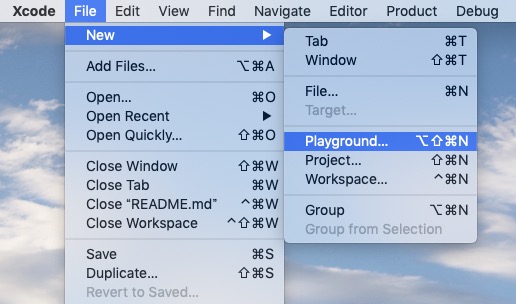 Xcode File Edit View Find Navigate Editor Product Debug
New ▶
Add Files... ⌥⌘A
Open... ⌘O
Open Recent ▶
Open Quickly... ⇧⌘O
Close Window ⇧⌘W
Close Tab ⌘W
Close “README.md” ^⌘W
Close Workspace ^⇧⌘W
Save ⌘S
Duplicate... ⇧⌘S
Revert to Saved...
Tab ⌘T
Window ⇧⌘T
File... ⌘N
Target...
Playground... ⌥⇧⌘N
Project... ⇧⌘N
Workspace... ^⌘N
Group ⌥⌘N
Group from Selection